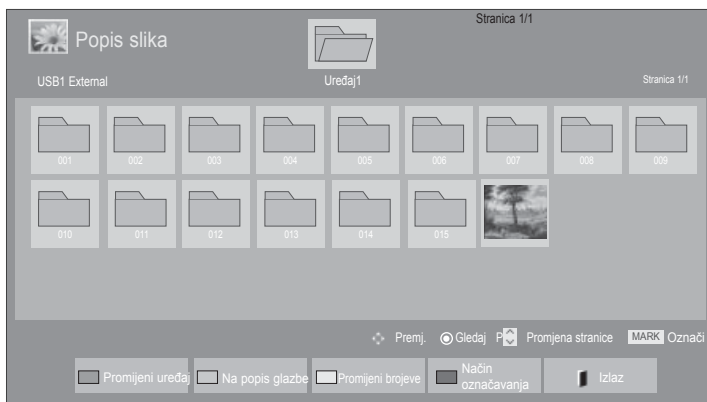 Stranica 1/1
Popis slika
USB1 External
Uređaj1
Stranica 1/1
001 002 003 004 005 006 007 008 009
010 011 012 013 014 015
Premj. Gledaj P Promjena stranice MARK Označi
Promijeni uređaj Na popis glazbe Promijeni brojeve Način označavanja Izlaz